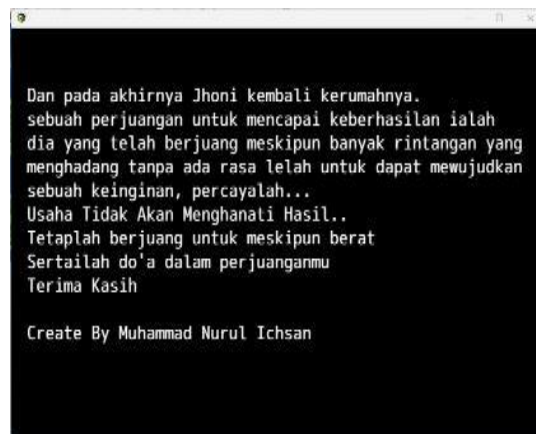 Dan pada akhirnya Jhoni kembali kerumahnya.
sebuah perjuangan untuk mencapai keberhasilan ialah
dia yang telah berjuang meskipun banyak rintangan yang
menghadang tanpa ada rasa lelah untuk dapat mewujudkan
sebuah keinginan, percayalah...
Usaha Tidak Akan Menghanati Hasil..
Tetaplah berjuang untuk meskipun berat
Sertailah do'a dalam perjuanganmu
Terima Kasih
Create By Muhammad Nurul Ichsan